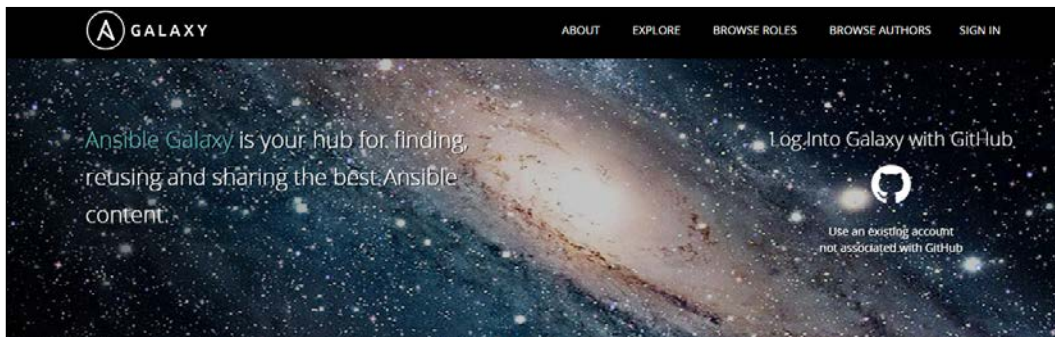 A GALAXY
ABOUT EXPLORE BROWSE ROLES BROWSE AUTHORS SIGN IN
Ansible Galaxy is your hub for finding,
reusing and sharing the best Ansible
content.
Log Into Galaxy with GitHub
Use an existing account
not associated with GitHub